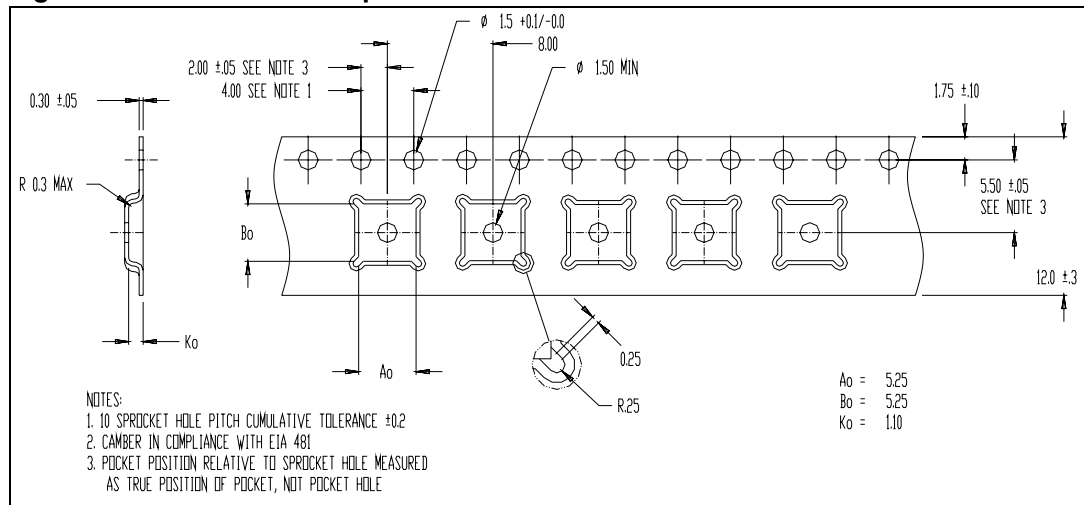 ϕ 1.5 +0.1/-0.0
8.00
2.00 ±.05 SEE NOTE 3
ϕ 1.50 MIN
4.00 SEE NOTE 1
0.30 ±.05
1.75 ±.10
R 0.3 MAX
5.50 ±.05
SEE NOTE 3
Bo
12.0 ±.3
Ko
Ao
0.25
R.25
Ao = 5.25
Bo = 5.25
Ko = 1.10
NOTES:
1. 10 SPROCKET HOLE PITCH CUMULATIVE TOLERANCE ±0.2
2. CAMBER IN COMPLIANCE WITH EIA 481
3. POCKET POSITION RELATIVE TO SPROCKET HOLE MEASURED
AS TRUE POSITION OF POCKET, NOT POCKET HOLE